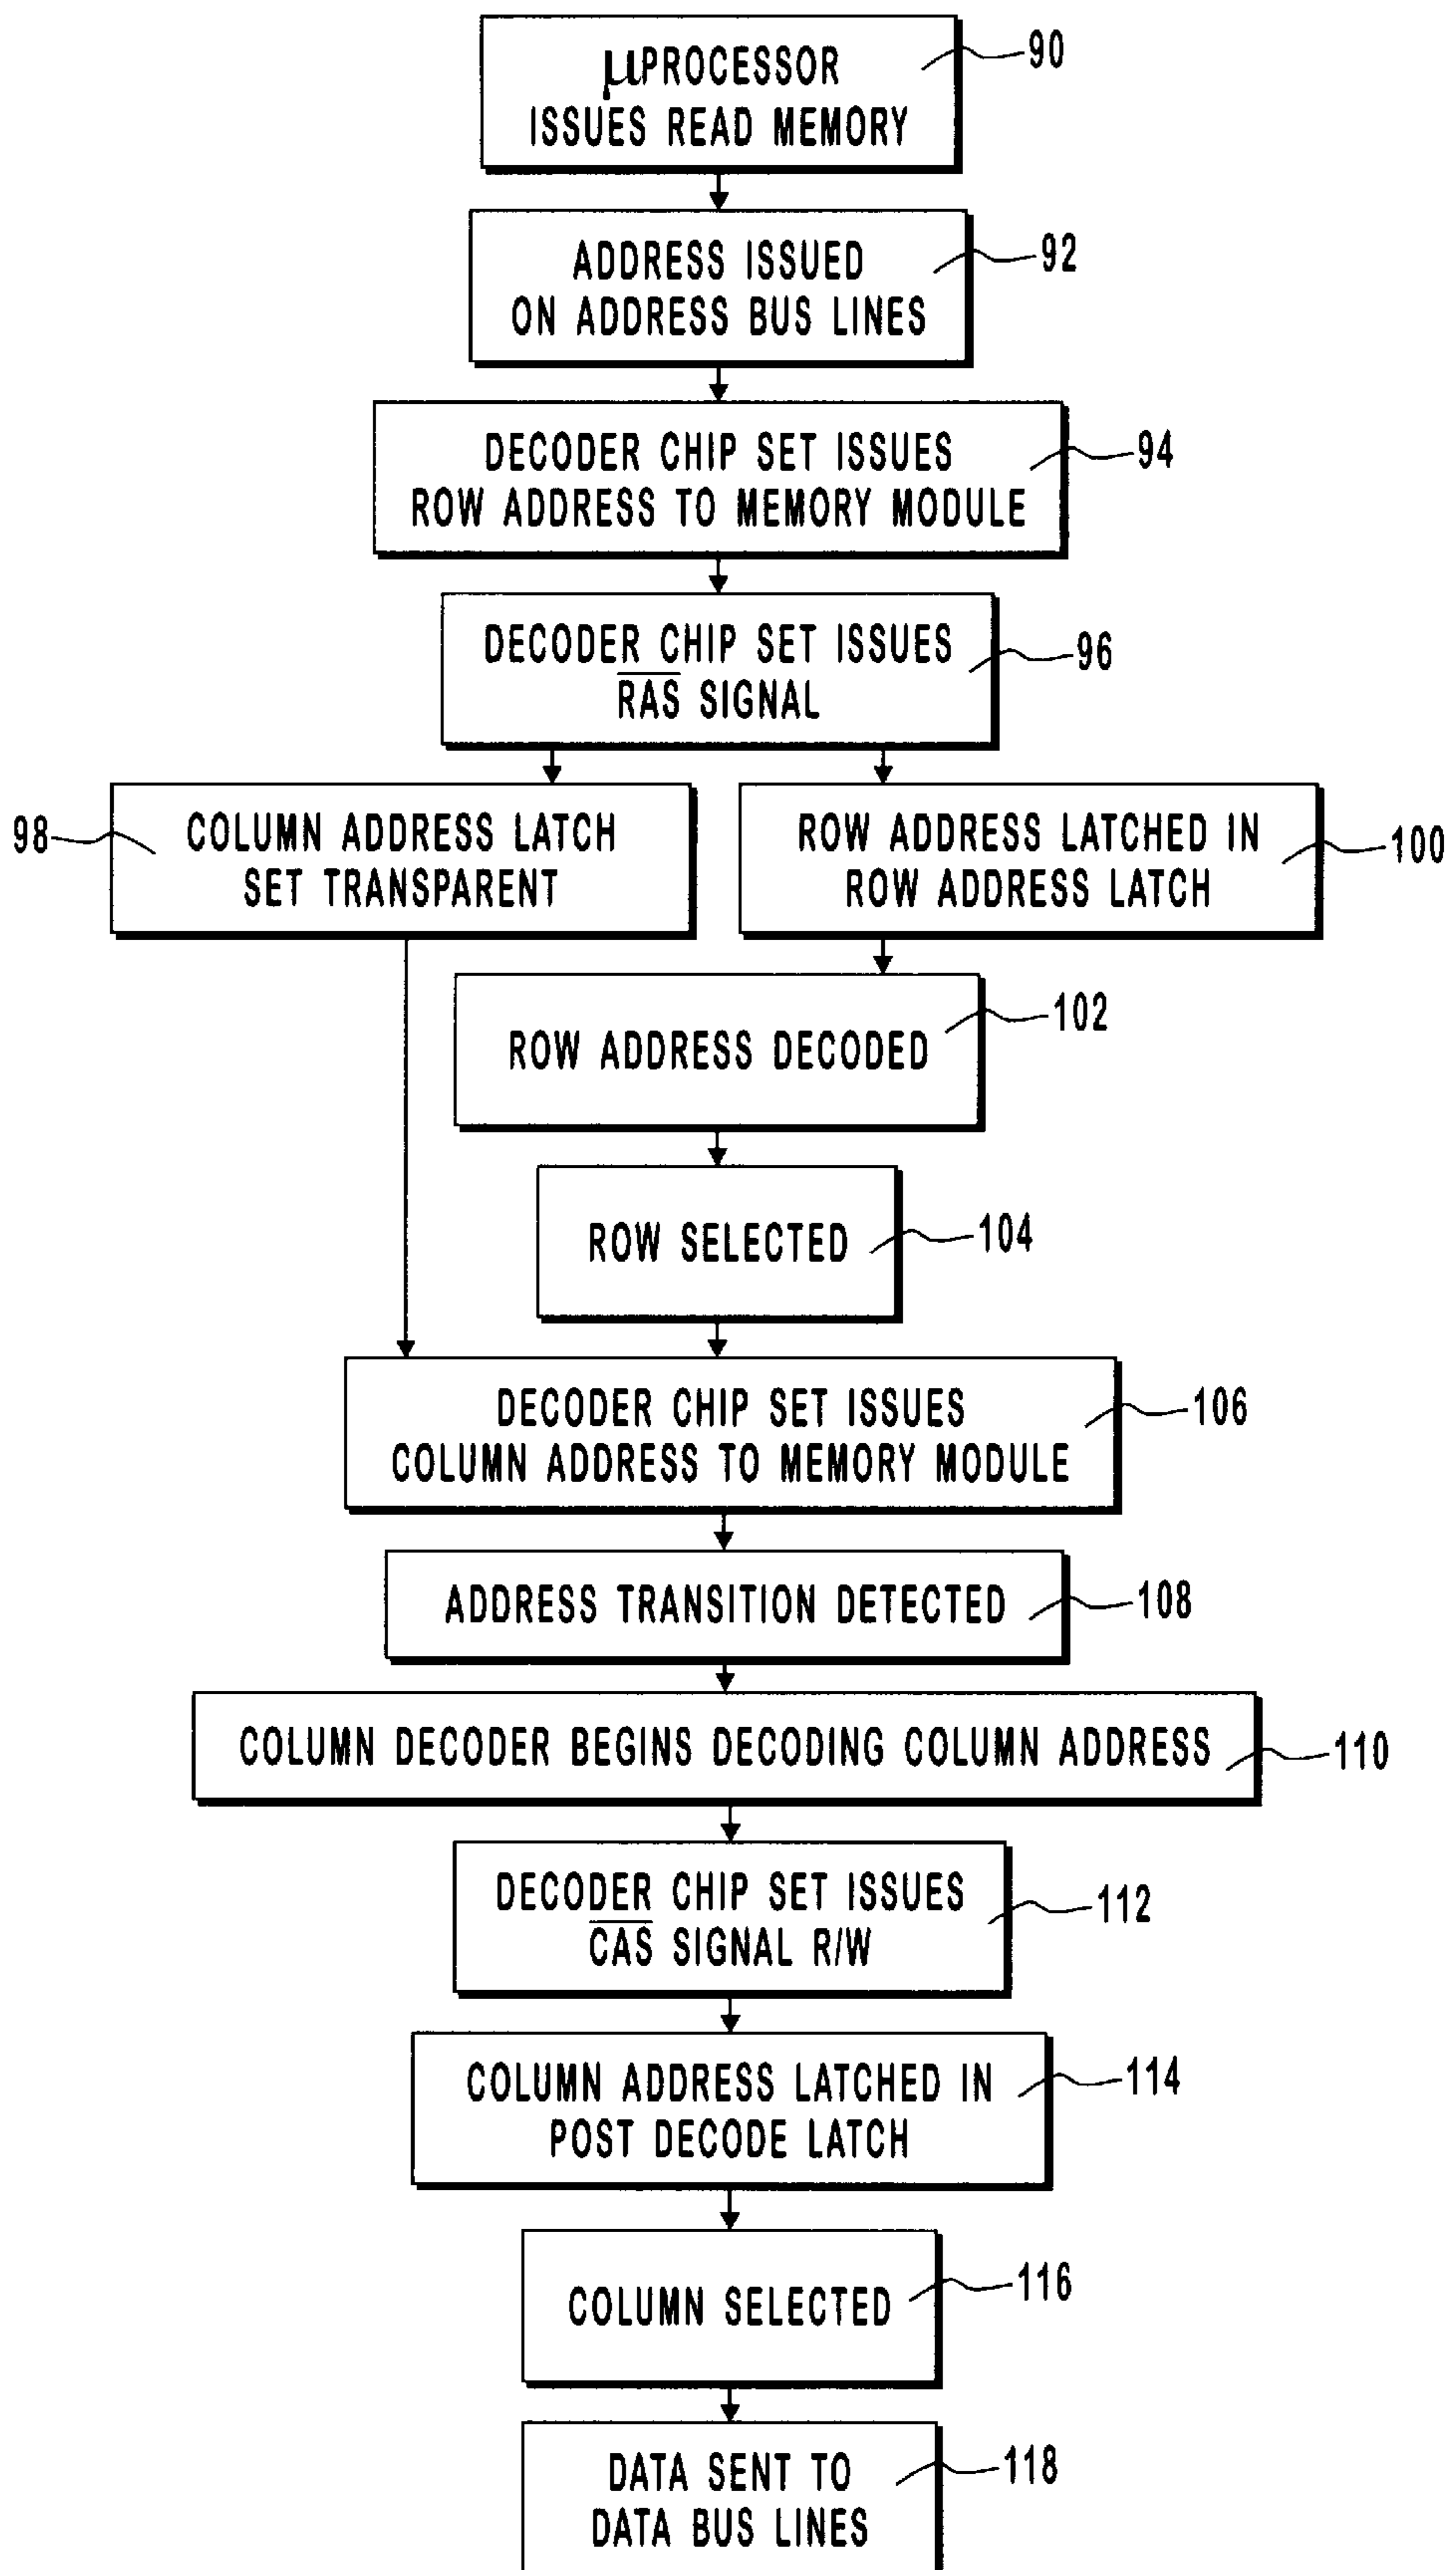 µPROCESSOR
ISSUES READ MEMORY
90
ADDRESS ISSUED
ON ADDRESS BUS LINES
92
DECODER CHIP SET ISSUES
ROW ADDRESS TO MEMORY MODULE
94
DECODER CHIP SET ISSUES
R̅A̅S̅ SIGNAL
96
98
COLUMN ADDRESS LATCH
SET TRANSPARENT
ROW ADDRESS LATCHED IN
ROW ADDRESS LATCH
100
ROW ADDRESS DECODED
102
ROW SELECTED
104
DECODER CHIP SET ISSUES
COLUMN ADDRESS TO MEMORY MODULE
106
ADDRESS TRANSITION DETECTED
108
COLUMN DECODER BEGINS DECODING COLUMN ADDRESS
110
DECODER CHIP SET ISSUES
C̅A̅S̅ SIGNAL R/W
112
COLUMN ADDRESS LATCHED IN
POST DECODE LATCH
114
COLUMN SELECTED
116
DATA SENT TO
DATA BUS LINES
118